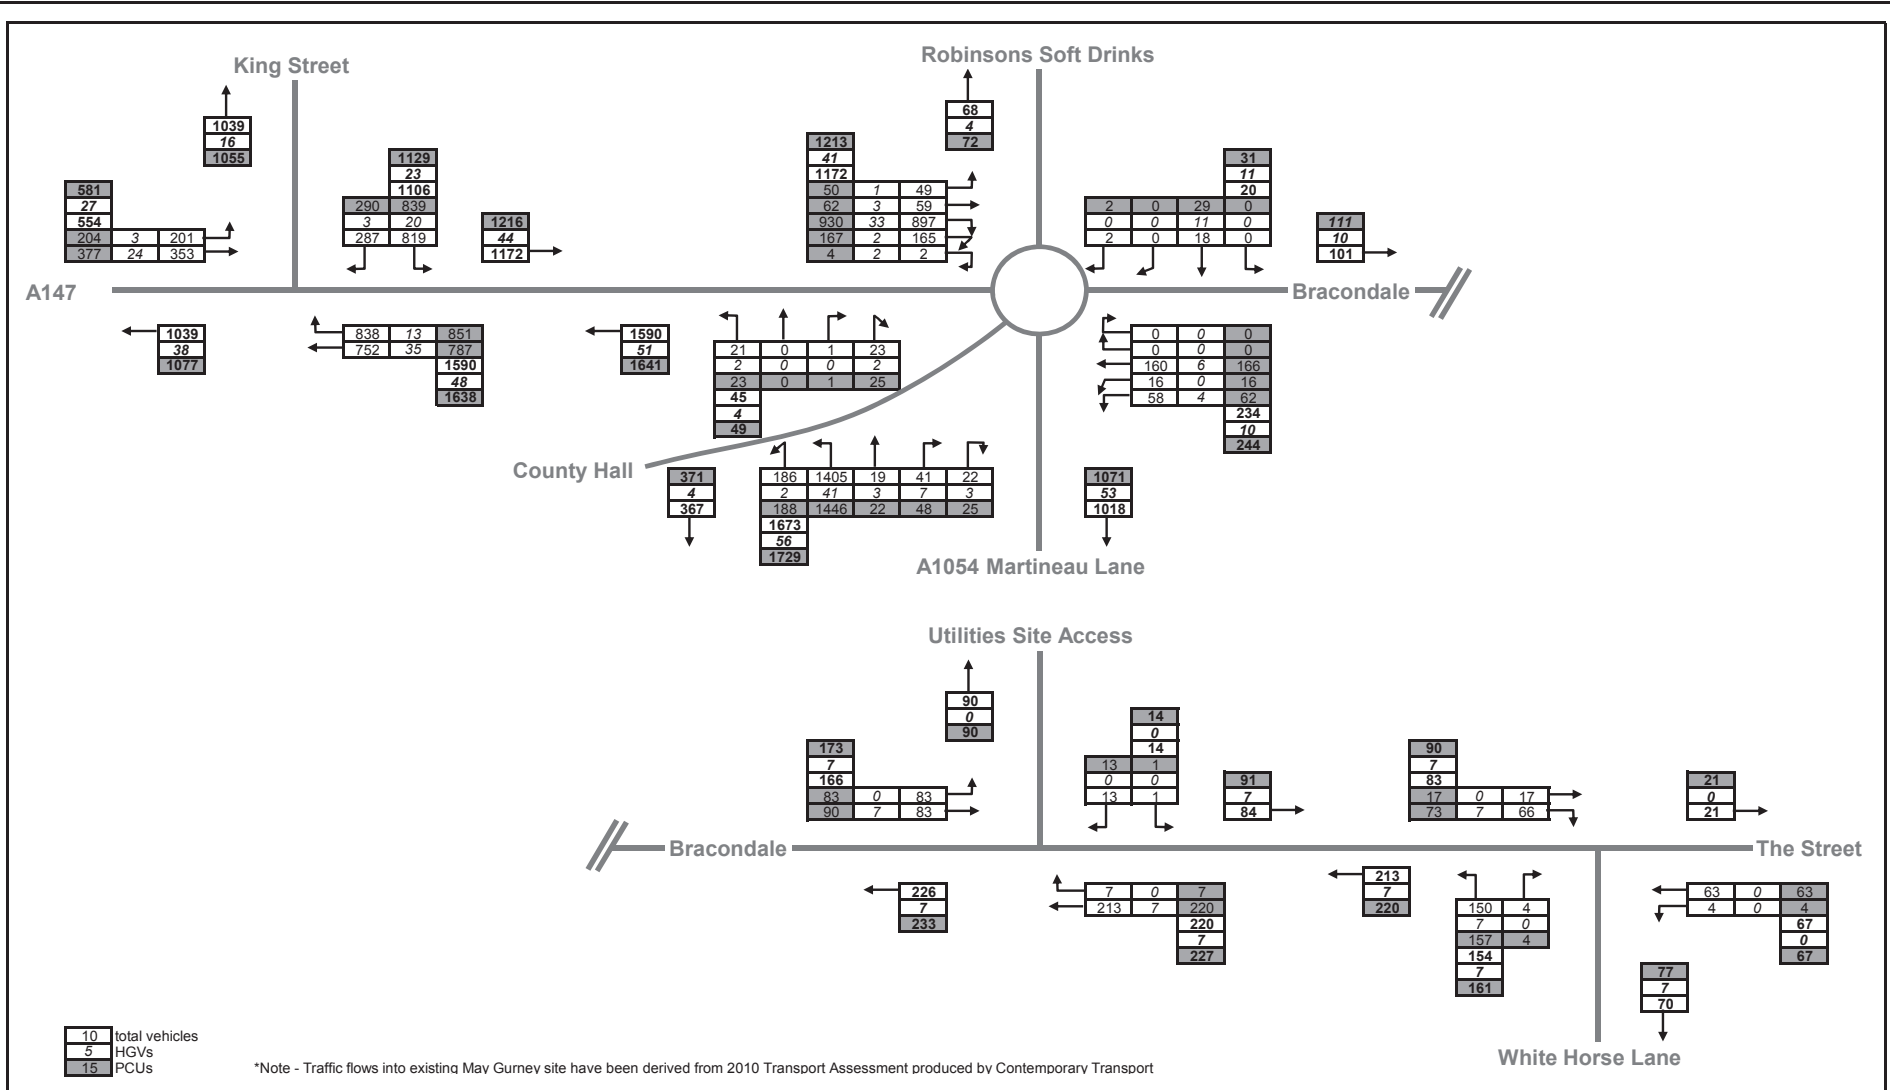 King Street
Robinsons Soft Drinks
1039
16
1055
68
4
72
581
27
554
204 3 201
377 24 353
1129
23
1106
290 839
3 20
287 819
1216
44
1172
1213
41
1172
50 1 49
62 3 59
930 33 897
167 2 165
4 2 2
31
11
20
2 0 29 0
0 0 11 0
2 0 18 0
111
10
101
A147
Bracondale
1039
38
1077
838 13 851
752 35 787
1590
48
1638
1590
51
1641
21 0 1 23
2 0 0 2
23 0 1 25
45
4
49
0 0 0
0 0 0
160 6 166
16 0 16
58 4 62
234
10
244
County Hall
371
4
367
186 1405 19 41 22
2 41 3 7 3
188 1446 22 48 25
1673
56
1729
1071
53
1018
A1054 Martineau Lane
Utilities Site Access
90
0
90
173
7
166
83 0 83
90 7 83
14
0
14
13 1
0 0
13 1
91
7
84
90
7
83
17 0 17
73 7 66
21
0
21
Bracondale
The Street
226
7
233
7 0 7
213 7 220
220
7
227
213
7
220
150 4
7 0
157 4
154
7
161
63 0 63
4 0 4
67
0
67
77
7
70
White Horse Lane
10 total vehicles
5 HGVs
15 PCUs
*Note - Traffic flows into existing May Gurney site have been derived from 2010 Transport Assessment produced by Contemporary Transport